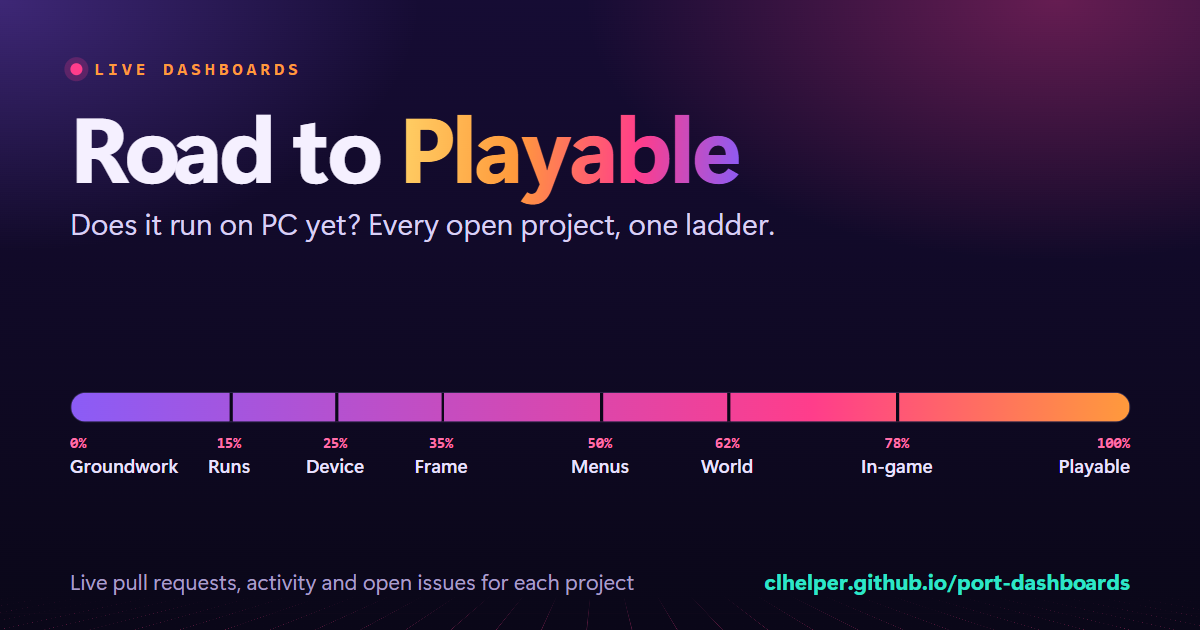 LIVE DASHBOARDS
Road to Playable
Does it run on PC yet? Every open project, one ladder.
0% 15% 25% 35% 50% 62% 78% 100%
Groundwork Runs Device Frame Menus World In-game Playable
Live pull requests, activity and open issues for each project
clhelper.github.io/port-dashboards